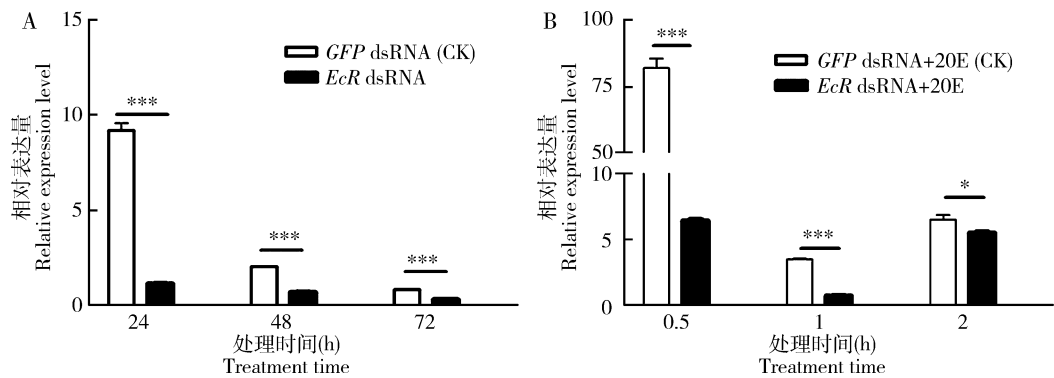 A
相对表达量
Relative expression level
15
10
5
0
GFP dsRNA (CK)
EcR dsRNA
***
***
***
24 48 72
处理时间(h)
Treatment time
B
相对表达量
Relative expression level
100
75
50
10
5
0
GFP dsRNA+20E (CK)
EcR dsRNA+20E
***
***
*
0.5 1 2
处理时间(h)
Treatment time